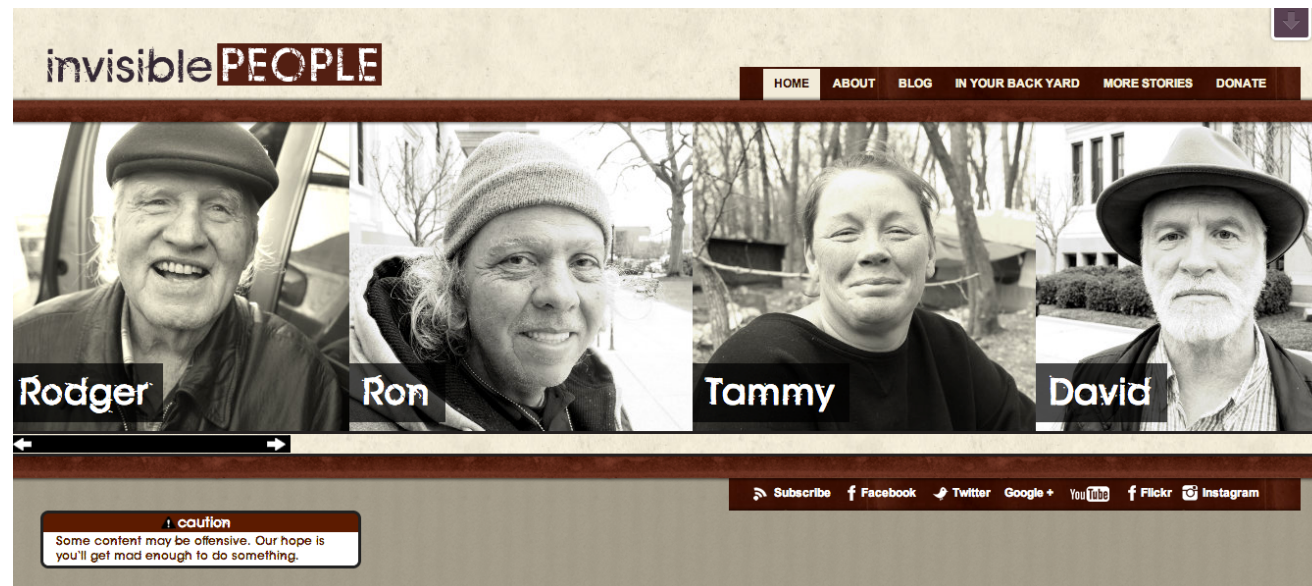 invisible PEOPLE
HOME ABOUT BLOG IN YOUR BACK YARD MORE STORIES DONATE
Rodger
Ron
Tammy
David
Subscribe Facebook Twitter Google + YouTube Flickr Instagram
caution
Some content may be offensive. Our hope is
you'll get mad enough to do something.